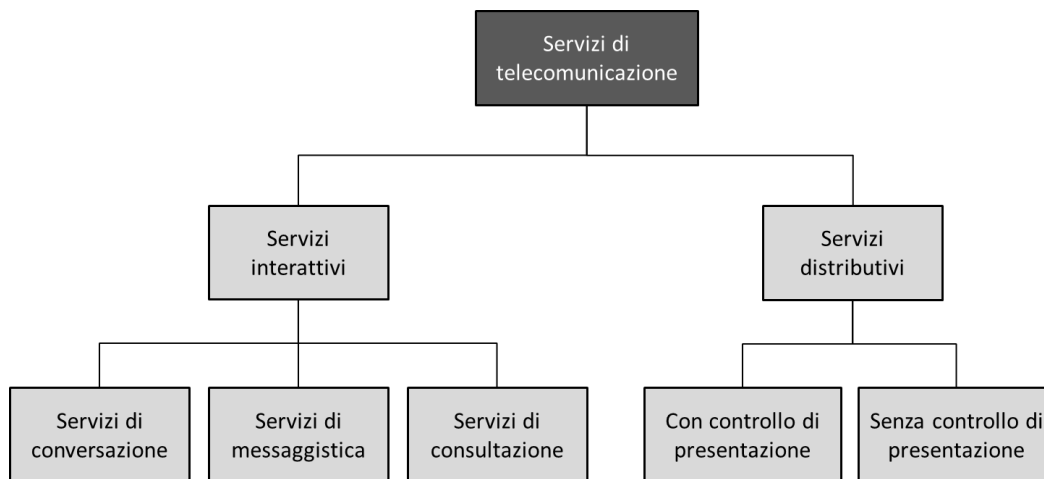 Servizi di
telecomunicazione
Servizi
interattivi
Servizi
distributivi
Servizi di
conversazione
Servizi di
messaggistica
Servizi di
consultazione
Con controllo di
presentazione
Senza controllo di
presentazione